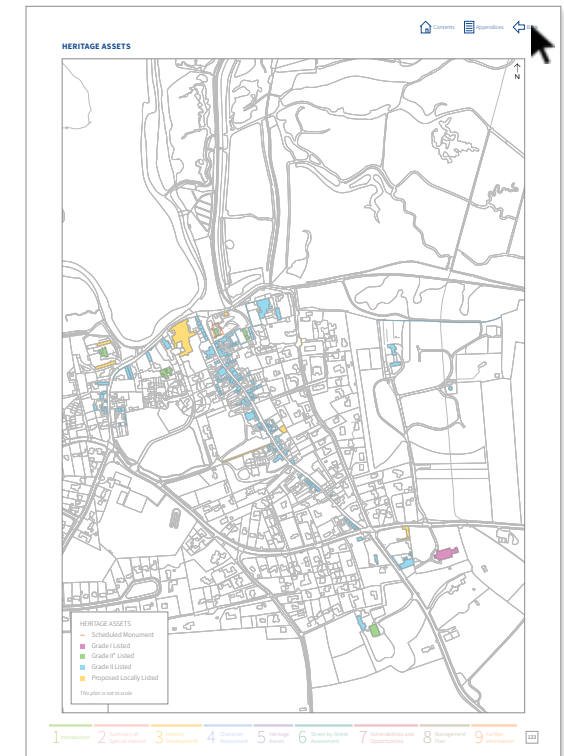 Contents
Appendices
HERITAGE ASSETS
N
HERITAGE ASSETS
Scheduled Monument
Grade I Listed
Grade II* Listed
Grade II Listed
Proposed Locally Listed
This plan is not to scale
1 Introduction
2 Summary of
Special Interest
3 Historic
Development
4 Character
Assessment
5 Heritage
Assets
6 Street-by-Street
Assessment
7 Vulnerabilities and
Opportunities
8 Management
Plan
9 Further
Information